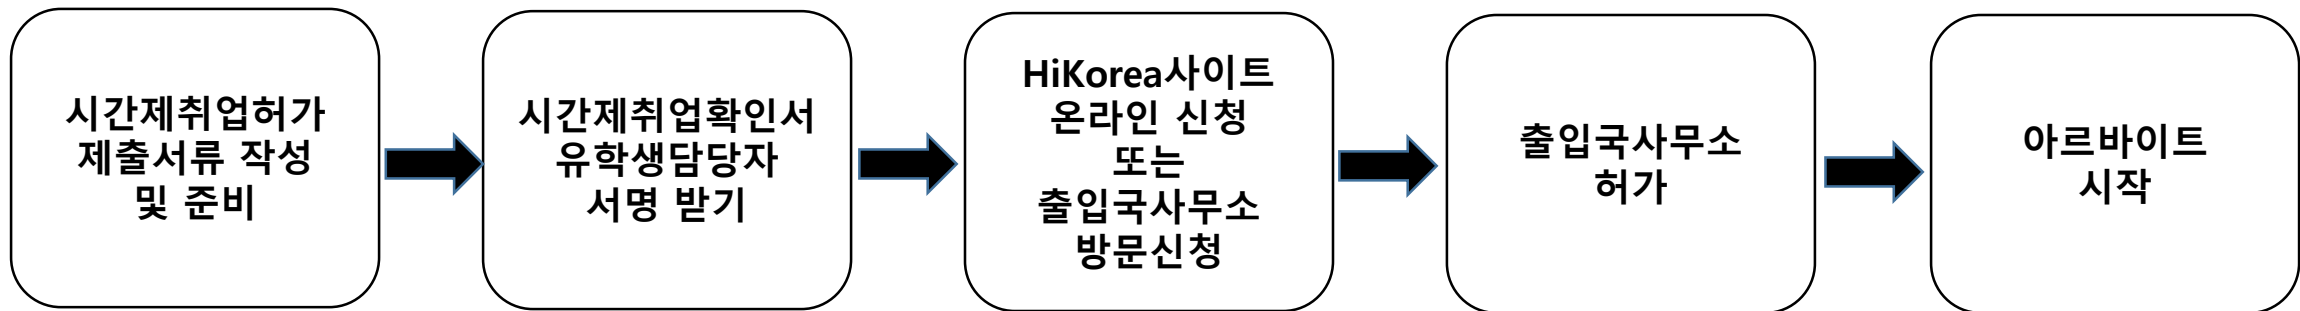 시간제취업허가
제출서류 작성
및 준비
시간제취업확인서
유학생담당자
서명 받기
HiKorea사이트
온라인 신청
또는
출입국사무소
방문신청
출입국사무소
허가
아르바이트
시작